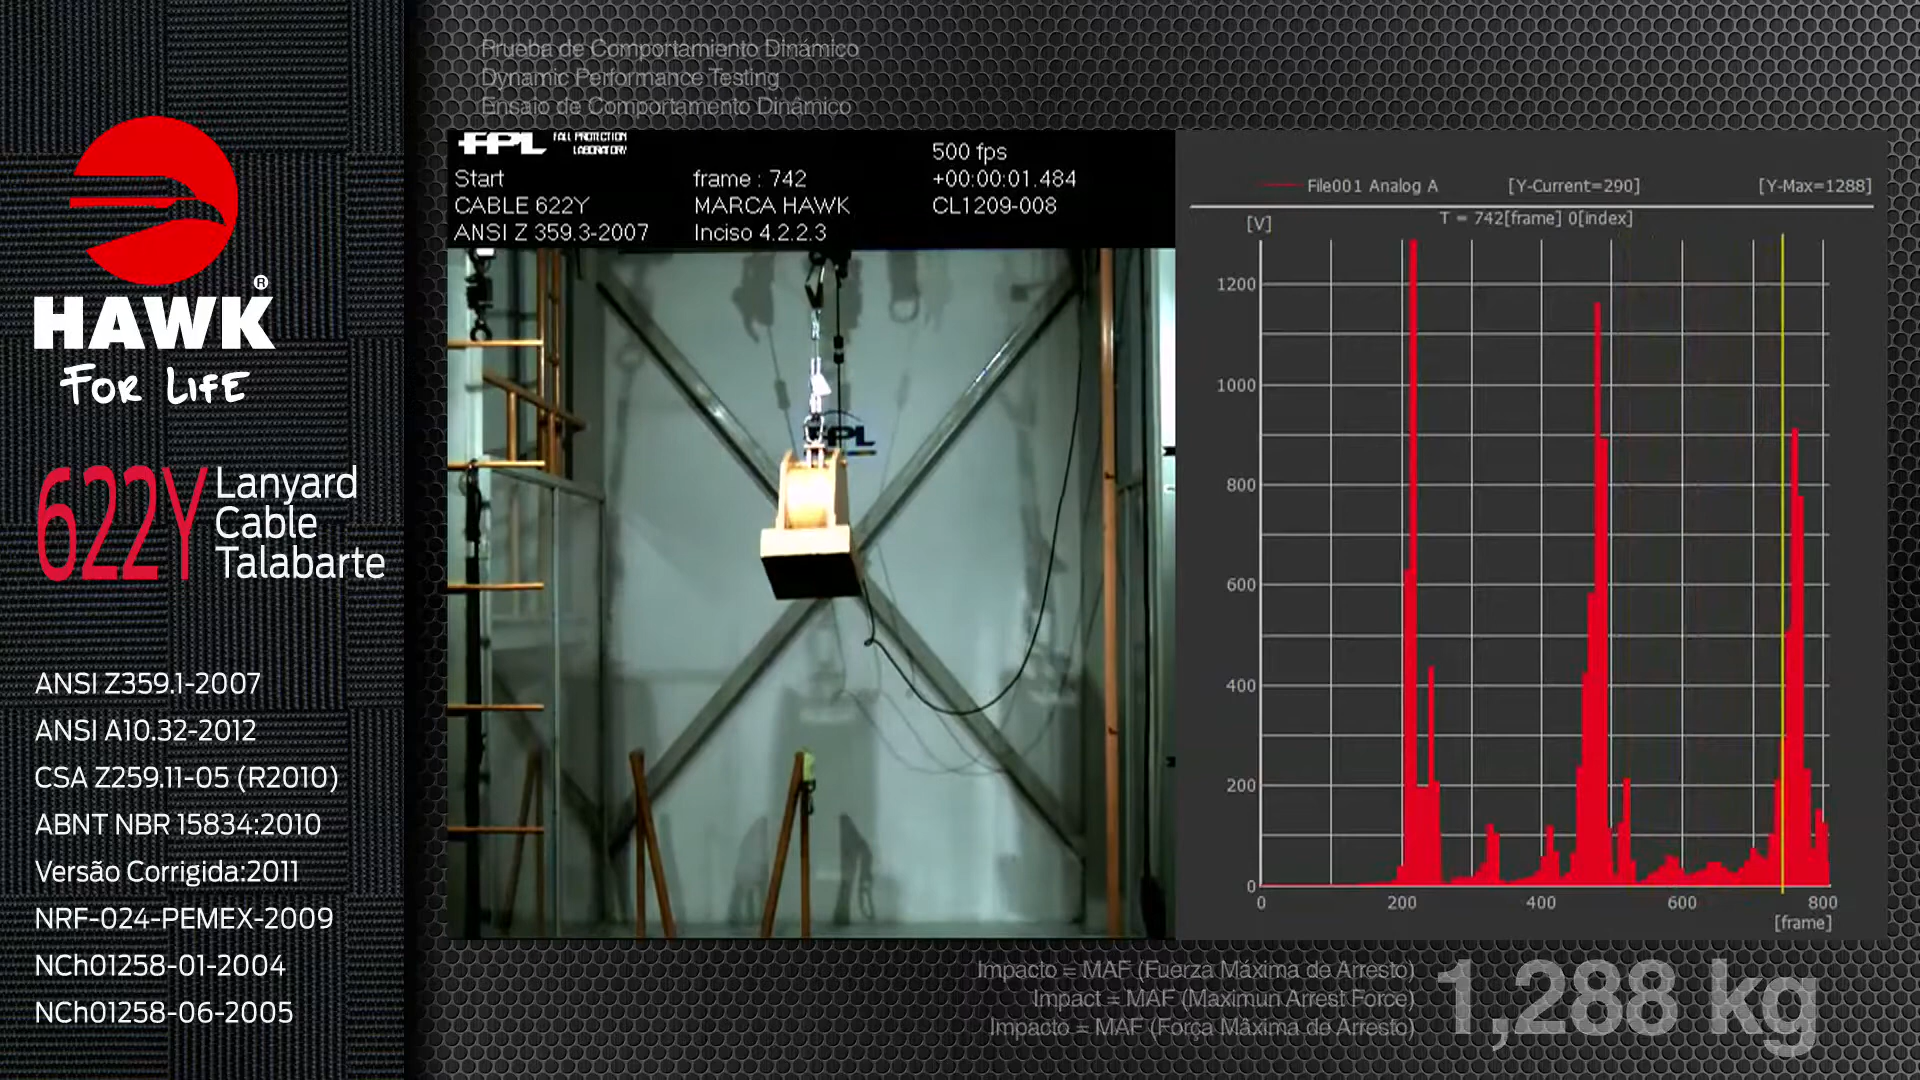 Prueba de Comportamiento Dinámico
Dynamic Performance Testing
Ensaio de Comportamento Dinâmico
HAWK®
FOR LIFE
622Y
Lanyard
Cable
Talabarte
ANSI Z359.1-2007
ANSI A10.32-2012
CSA Z259.11-05 (R2010)
ABNT NBR 15834:2010
Versão Corrigida:2011
NRF-024-PEMEX-2009
NCh01258-01-2004
NCh01258-06-2005
FPL FALL PROTECTION
LABORATORY
500 fps
Start frame : 742 +00:00:01.484
CABLE 622Y MARCA HAWK CL1209-008
ANSI Z 359.3-2007 Inciso 4.2.2.3
FPL
File001 Analog A [Y-Current=290] [Y-Max=1288]
T = 742[frame] 0[index]
[V]
1200
1000
800
600
400
200
0
0 200 400 600 800
[frame]
Impacto = MAF (Fuerza Máxima de Arresto)
Impact = MAF (Maximun Arrest Force)
Impacto = MAF (Força Mâxima de Arresto)
1,288 kg